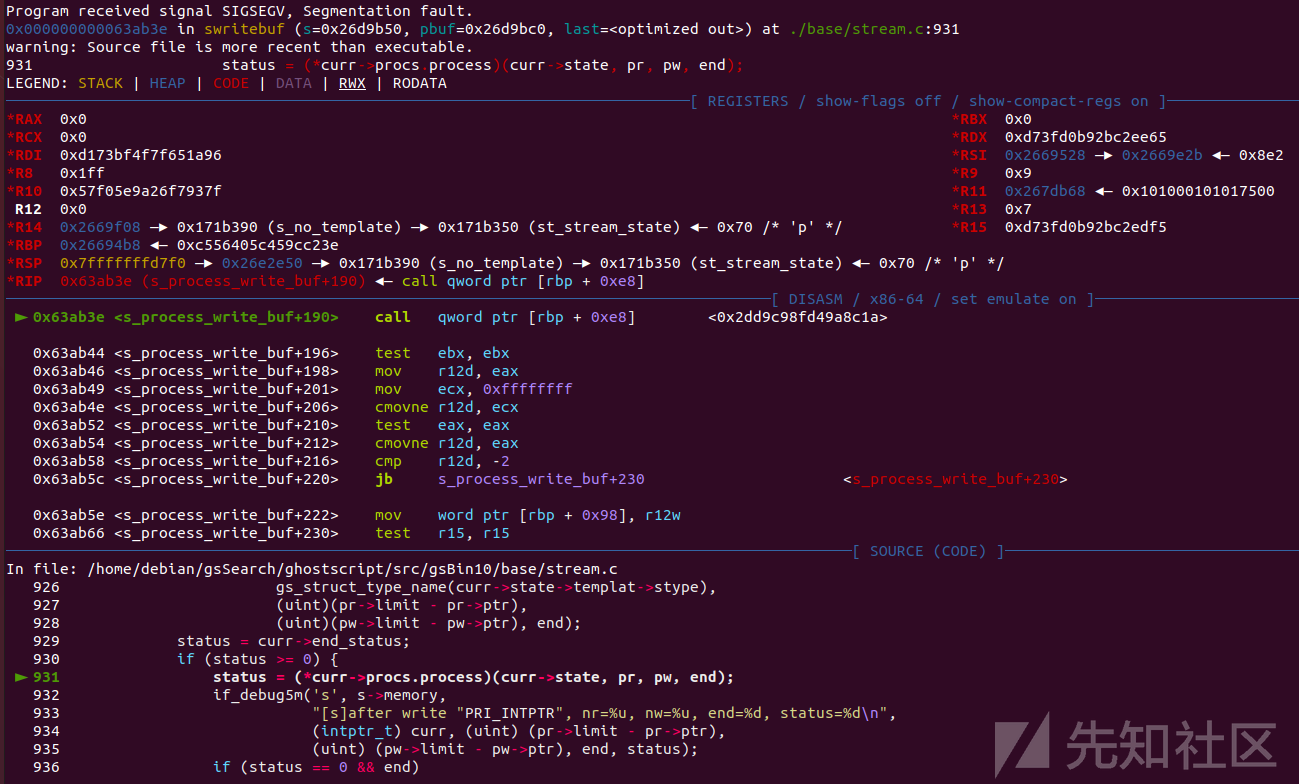 Program received signal SIGSEGV, Segmentation fault.
0x000000000063ab3e in swritebuf (s=0x26d9b50, pbuf=0x26d9bc0, last=<optimized out>) at ./base/stream.c:931
warning: Source file is more recent than executable.
931                     status = (*curr->procs.process)(curr->state, pr, pw, end);
LEGEND: STACK | HEAP | CODE | DATA | RWX | RODATA
[ REGISTERS / show-flags off / show-compact-regs on ]
*RAX  0x0                    *RBX  0x0
*RCX  0x0                    *RDX  0xd73fd0b92bc2ee65
*RDI  0xd173bf4f7f651a96     *RSI  0x2669528 —▸ 0x2669e2b ◂— 0x8e2
*R8   0x1ff                  *R9   0x9
*R10  0x57f05e9a26f7937f     *R11  0x267db68 ◂— 0x101000101017500
 R12  0x0                    *R13  0x7
*R14  0x2669f08 —▸ 0x171b390 (s_no_template) —▸ 0x171b350 (st_stream_state) ◂— 0x70 /* 'p' */     *R15  0xd73fd0b92bc2edf5
*RBP  0x26694b8 ◂— 0xc556405c459cc23e
*RSP  0x7fffffffd7f0 —▸ 0x26e2e50 —▸ 0x171b390 (s_no_template) —▸ 0x171b350 (st_stream_state) ◂— 0x70 /* 'p' */
*RIP  0x63ab3e (s_process_write_buf+190) ◂— call qword ptr [rbp + 0xe8]
[ DISASM / x86-64 / set emulate on ]
► 0x63ab3e <s_process_write_buf+190>    call   qword ptr [rbp + 0xe8]        <0x2dd9c98fd49a8c1a>
0x63ab44 <s_process_write_buf+196>    test   ebx, ebx
0x63ab46 <s_process_write_buf+198>    mov    r12d, eax
0x63ab49 <s_process_write_buf+201>    mov    ecx, 0xffffffff
0x63ab4e <s_process_write_buf+206>    cmovne r12d, ecx
0x63ab52 <s_process_write_buf+210>    test   eax, eax
0x63ab54 <s_process_write_buf+212>    cmovne r12d, eax
0x63ab58 <s_process_write_buf+216>    cmp    r12d, -2
0x63ab5c <s_process_write_buf+220>    jb     s_process_write_buf+230                      <s_process_write_buf+230>
0x63ab5e <s_process_write_buf+222>    mov    word ptr [rbp + 0x98], r12w
0x63ab66 <s_process_write_buf+230>    test   r15, r15
[ SOURCE (CODE) ]
In file: /home/debian/gsSearch/ghostscript/src/gsBin10/base/stream.c
926                         gs_struct_type_name(curr->state->templat->stype),
927                         (uint)(pr->limit - pr->ptr),
928                         (uint)(pw->limit - pw->ptr), end);
929             status = curr->end_status;
930             if (status >= 0) {
► 931                 status = (*curr->procs.process)(curr->state, pr, pw, end);
932                 if_debug5m('s', s->memory,
933                            "[s]after write "PRI_INTPTR", nr=%u, nw=%u, end=%d, status=%d\n",
934                            (intptr_t) curr, (uint) (pr->limit - pr->ptr),
935                            (uint) (pw->limit - pw->ptr), end, status);
936                 if (status == 0 && end)
先知社区